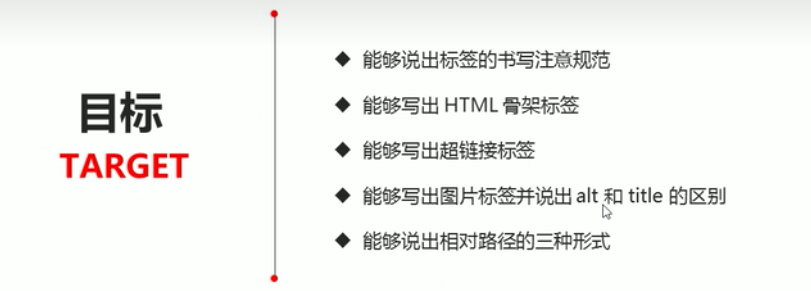 目标
TARGET
◆ 能够说出标签的书写注意规范
◆ 能够写出 HTML 骨架标签
◆ 能够写出超链接标签
◆ 能够写出图片标签并说出 alt 和 title 的区别
◆ 能够说出相对路径的三种形式